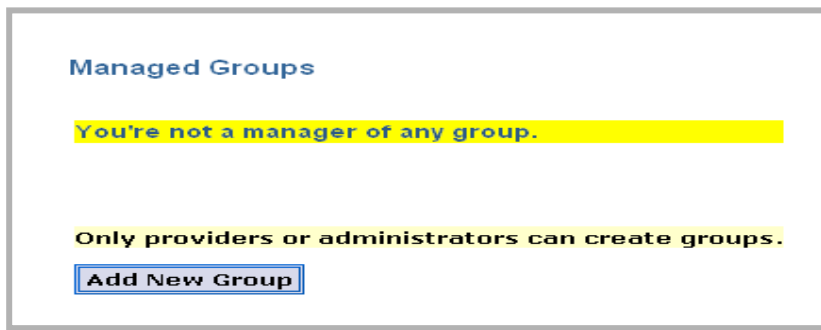 Managed Groups
You're not a manager of any group.
Only providers or administrators can create groups.
Add New Group